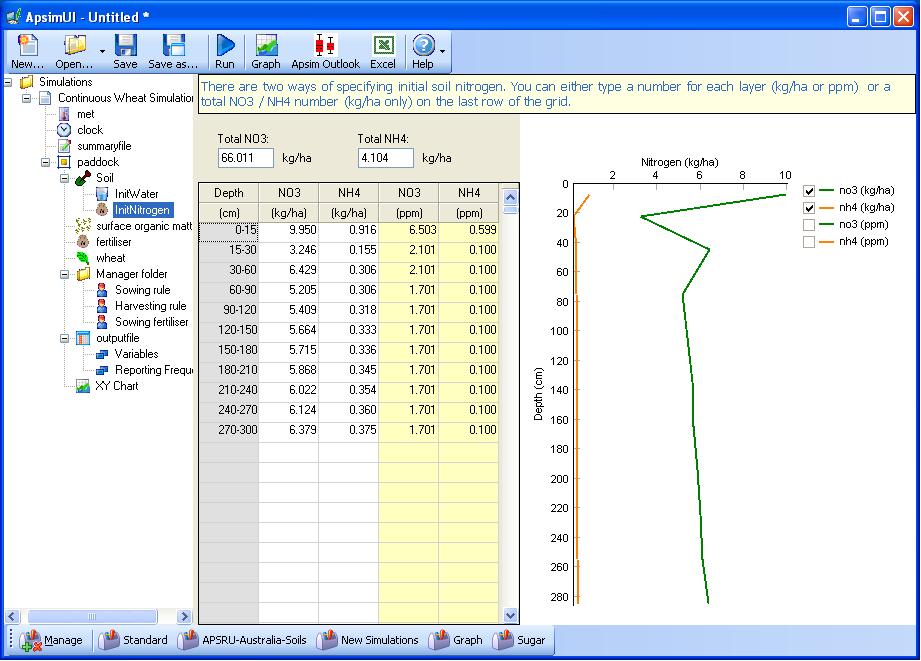 ApsimUI - Untitled *
New... Open... Save Save as... Run Graph Apsim Outlook Excel Help
Simulations
Continuous Wheat Simulation
met
clock
summaryfile
paddock
Soil
InitWater
InitNitrogen
surface organic matt
fertiliser
wheat
Manager folder
Sowing rule
Harvesting rule
Sowing fertiliser
outputfile
Variables
Reporting Frequ
XY Chart
There are two ways of specifying initial soil nitrogen. You can either type a number for each layer (kg/ha or ppm) or a
total NO3 / NH4 number (kg/ha only) on the last row of the grid.
Total NO3: Total NH4:
66.011 kg/ha 4.104 kg/ha
Depth NO3 NH4 NO3 NH4
(cm) (kg/ha) (kg/ha) (ppm) (ppm)
0-15 9.950 0.916 6.503 0.599
15-30 3.246 0.155 2.101 0.100
30-60 6.429 0.306 2.101 0.100
60-90 5.205 0.306 1.701 0.100
90-120 5.409 0.318 1.701 0.100
120-150 5.664 0.333 1.701 0.100
150-180 5.715 0.336 1.701 0.100
180-210 5.868 0.345 1.701 0.100
210-240 6.022 0.354 1.701 0.100
240-270 6.124 0.360 1.701 0.100
270-300 6.379 0.375 1.701 0.100
Nitrogen (kg/ha)
0 2 4 6 8 10
20
40
60
80
100
120
140
160
180
200
220
240
260
280
Depth (cm)
no3 (kg/ha)
nh4 (kg/ha)
no3 (ppm)
nh4 (ppm)
Manage Standard APSRU-Australia-Soils New Simulations Graph Sugar